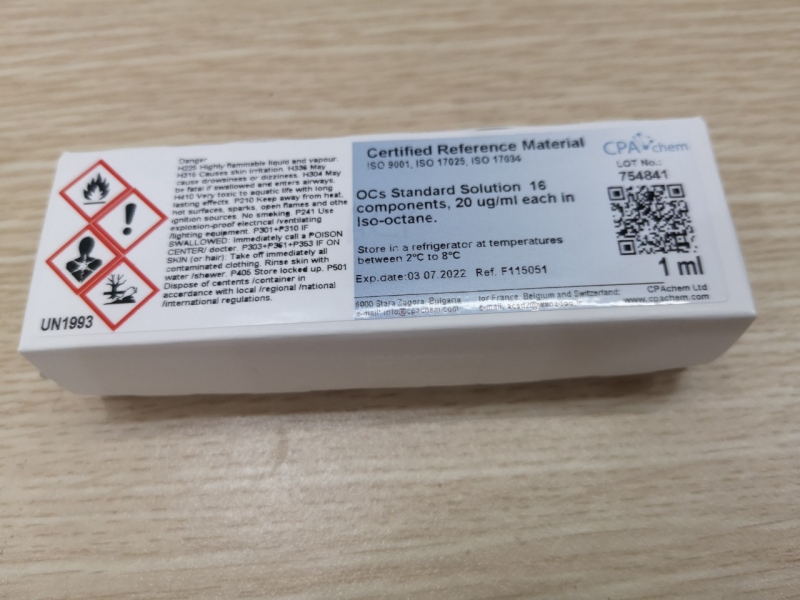 Danger
H225 Highly flammable liquid and vapour.
H315 Causes skin irritation. H336 May
cause drowsiness or dizziness. H304 May
be fatal if swallowed and enters airways.
H410 Very toxic to aquatic life with long
lasting effects. P210 Keep away from heat,
hot surfaces, sparks, open flames and othe
ignition sources. No smoking. P241 Use
explosion-proof electrical /ventilating
/lighting equipment. P301+P310 IF
SWALLOWED: Immediately call a POISON
CENTER/ doctor. P303+P361+P353 IF ON
SKIN (or hair): Take off immediately all
contaminated clothing. Rinse skin with
water /shower. P405 Store locked up. P501
Dispose of contents /container in
accordance with local /regional /national
/international regulations.
UN1993
Certified Reference Material
ISO 9001, ISO 17025, ISO 17034
OCs Standard Solution 16
components, 20 ug/ml each in
Iso-octane.
Store in a refrigerator at temperatures
between 2°C to 8°C
Exp.date:03.07.2022 Ref. F115051
6000 Stara Zagora, Bulgaria
e-mail: info@cpachem.com
for France, Belgium and Switzerland:
e-mail:
CPAchem
LOT No.:
754841
1 ml
CPAchem Ltd
www.cpachem.com